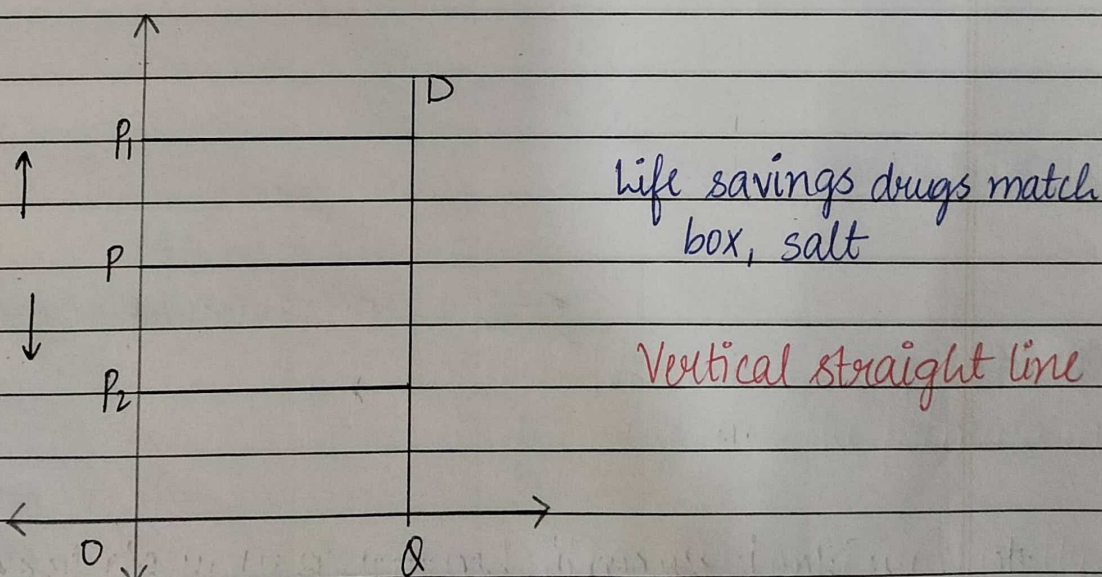 D
P₁
Life savings drugs match
box, salt
P
Vertical straight line
P₂
O
Q